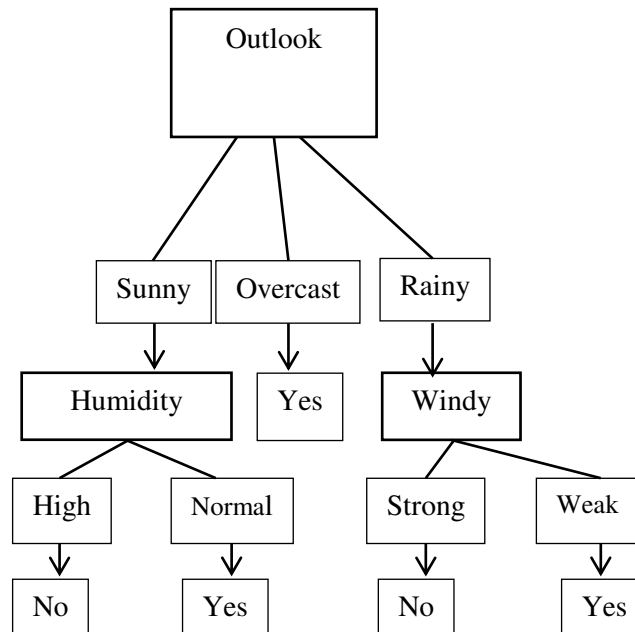 Outlook
Sunny
Overcast
Rainy
Humidity
Yes
Windy
High
Normal
Strong
Weak
No
Yes
No
Yes